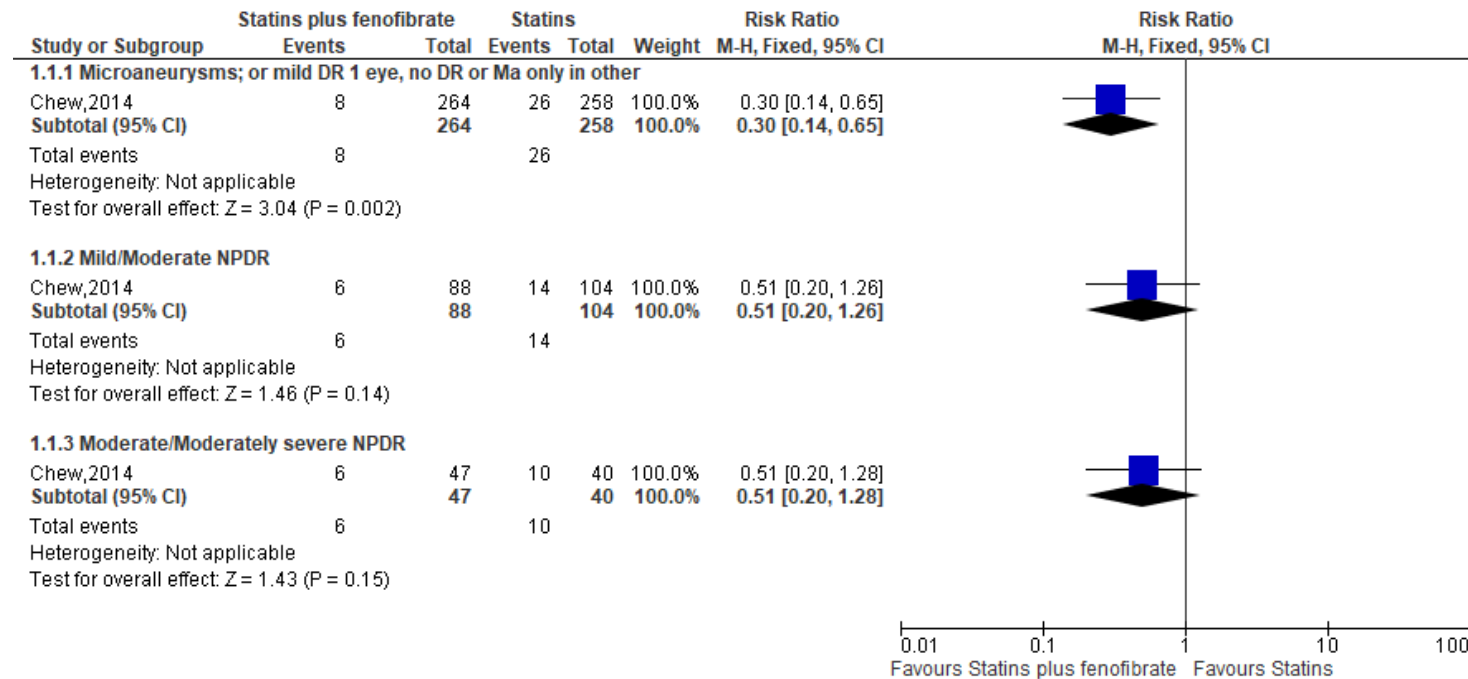 Statins plus fenofibrate Statins Risk Ratio Risk Ratio
Study or Subgroup Events Total Events Total Weight M-H, Fixed, 95% CI M-H, Fixed, 95% CI
1.1.1 Microaneurysms; or mild DR 1 eye, no DR or Ma only in other
Chew,2014 8 264 26 258 100.0% 0.30 [0.14, 0.65]
Subtotal (95% CI) 264 258 100.0% 0.30 [0.14, 0.65]
Total events 8 26
Heterogeneity: Not applicable
Test for overall effect: Z = 3.04 (P = 0.002)
1.1.2 Mild/Moderate NPDR
Chew,2014 6 88 14 104 100.0% 0.51 [0.20, 1.26]
Subtotal (95% CI) 88 104 100.0% 0.51 [0.20, 1.26]
Total events 6 14
Heterogeneity: Not applicable
Test for overall effect: Z = 1.46 (P = 0.14)
1.1.3 Moderate/Moderately severe NPDR
Chew,2014 6 47 10 40 100.0% 0.51 [0.20, 1.28]
Subtotal (95% CI) 47 40 100.0% 0.51 [0.20, 1.28]
Total events 6 10
Heterogeneity: Not applicable
Test for overall effect: Z = 1.43 (P = 0.15)
0.01 0.1 1 10 100
Favours Statins plus fenofibrate Favours Statins